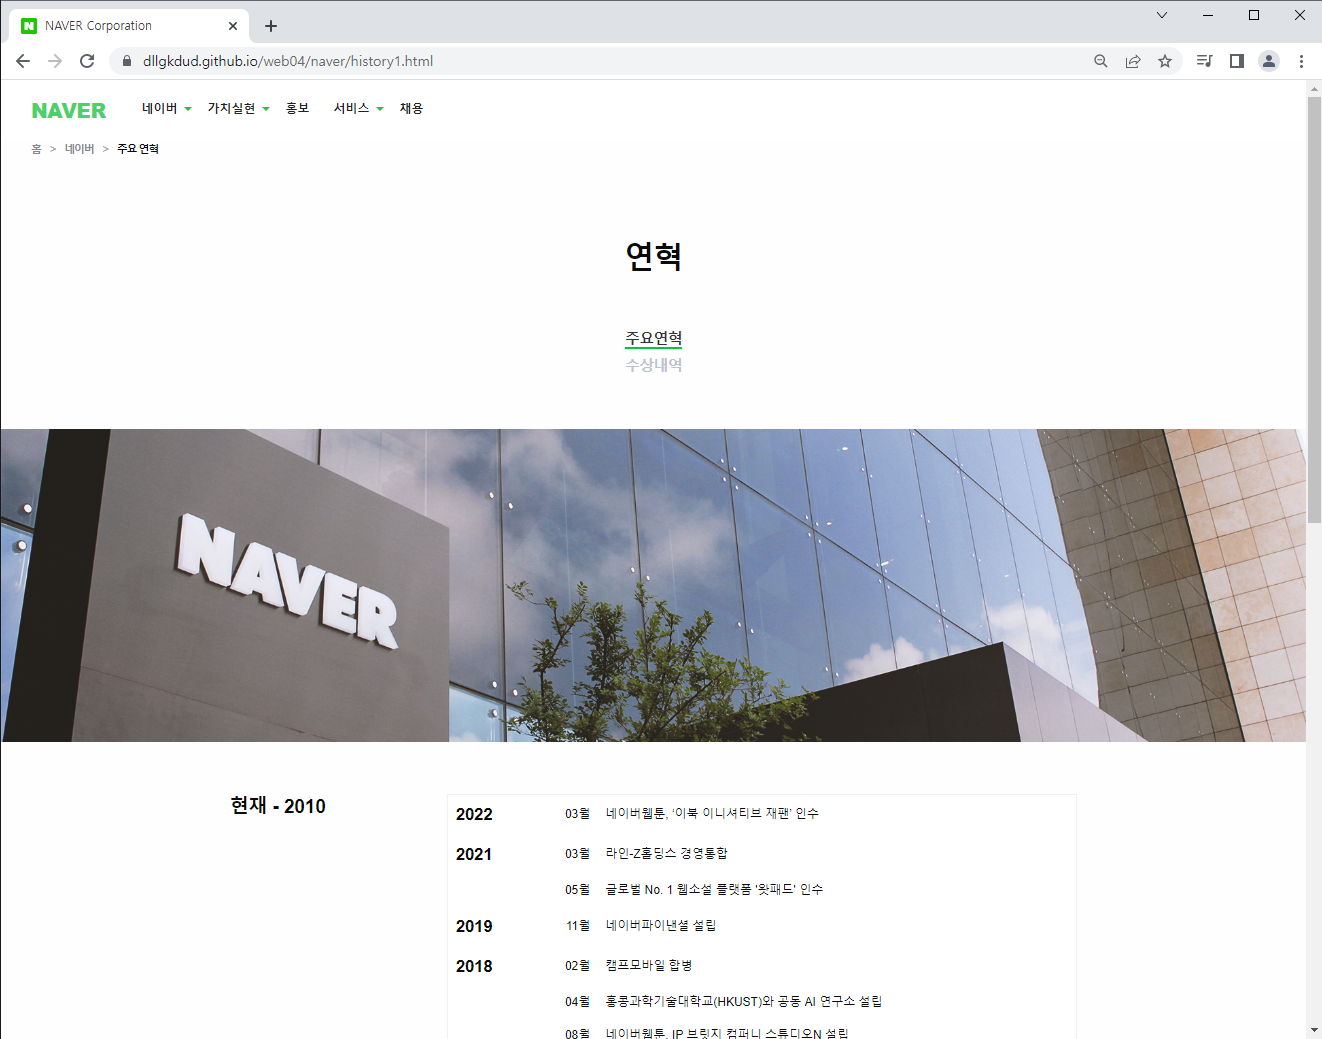 NAVER Corporation
dllgkdud.github.io/web04/naver/history1.html
NAVER 네이버 가치실현 홍보 서비스 채용
홈 > 네이버 > 주요 연혁
연혁
주요연혁
수상내역
NAVER
현재 - 2010
2022 03월 네이버웹툰, ‘이북 이니셔티브 재팬’ 인수
2021 03월 라인-Z홀딩스 경영통합
05월 글로벌 No. 1 웹소설 플랫폼 '왓패드' 인수
2019 11월 네이버파이낸셜 설립
2018 02월 캠프모바일 합병
04월 홍콩과학기술대학교(HKUST)와 공동 AI 연구소 설립
08월 네이버웹툰, IP 브릿지 컴퍼니 스튜디오N 설립